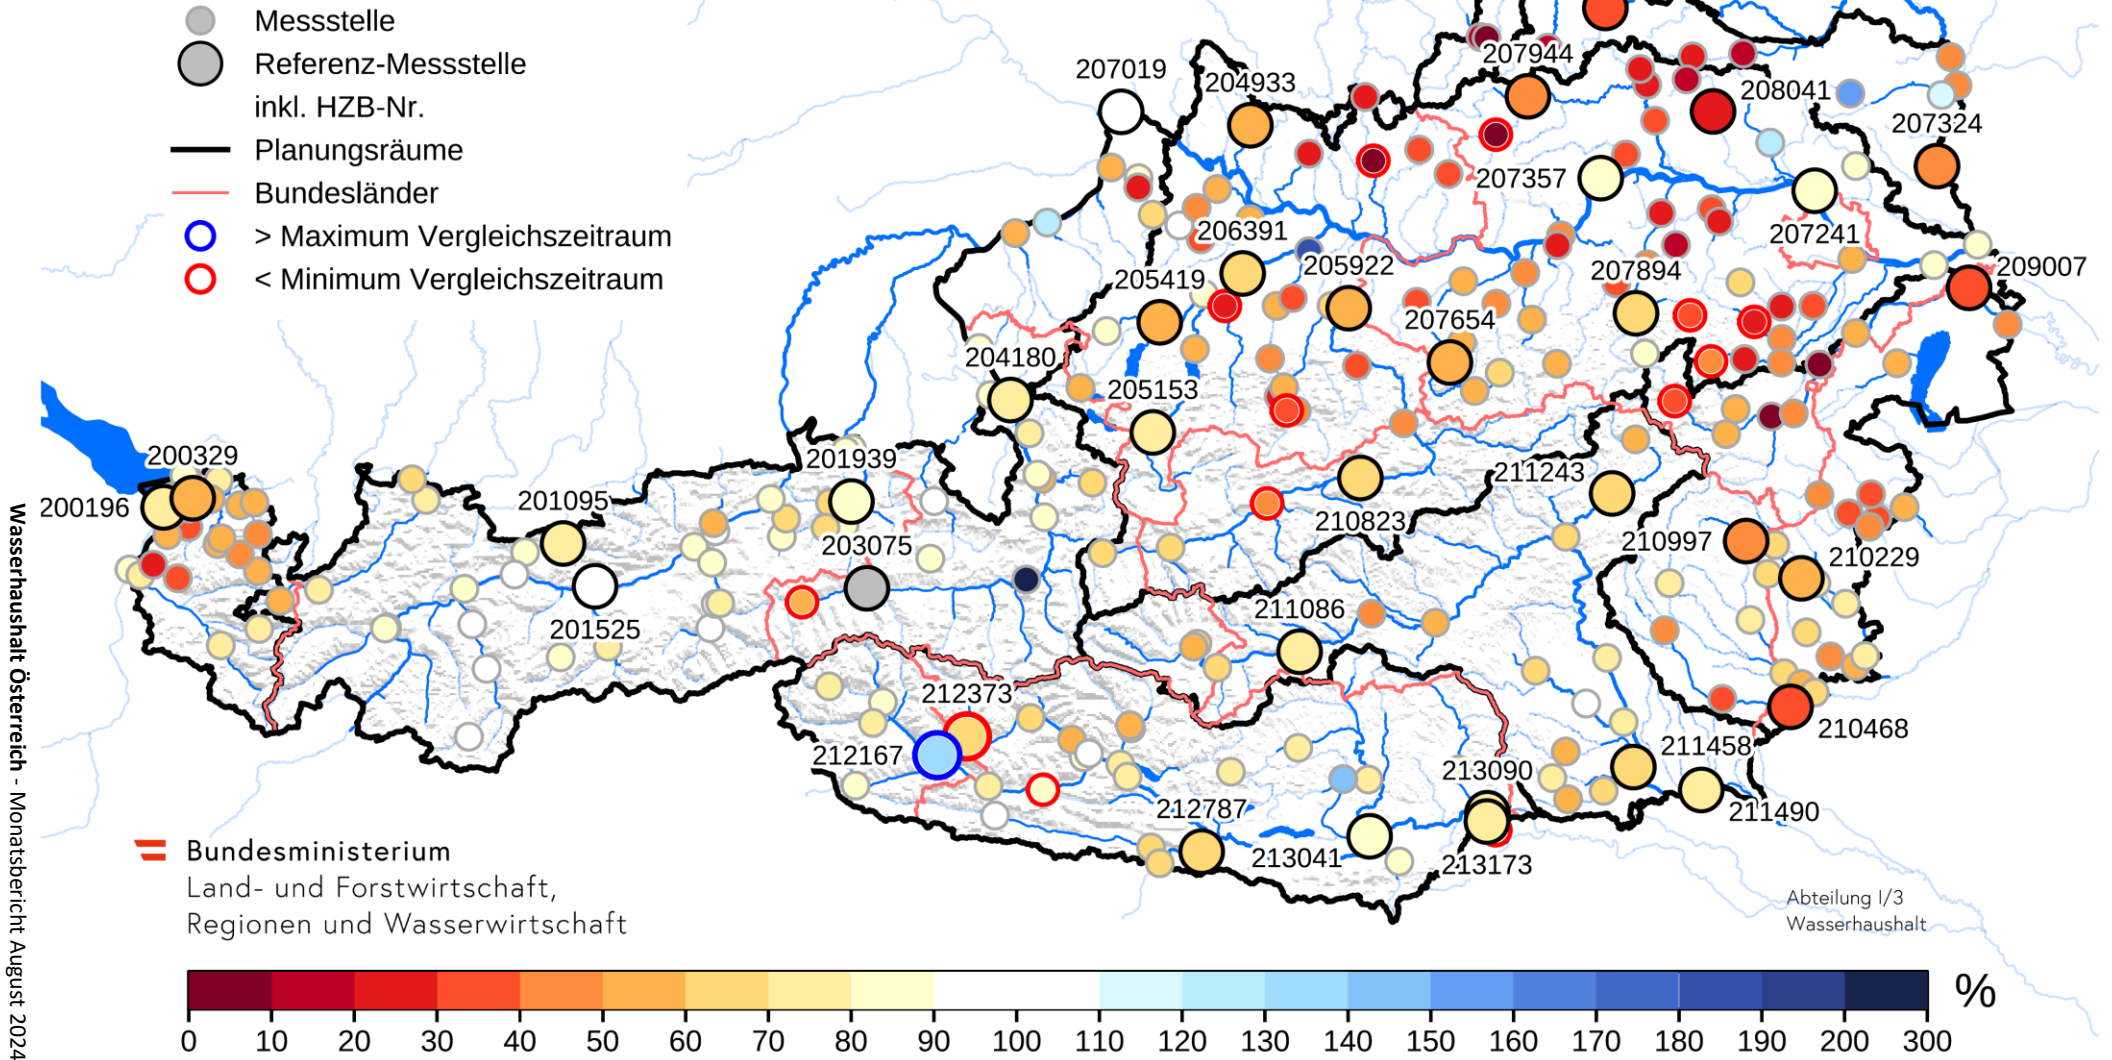 Messstelle
Referenz-Messstelle
inkl. HZB-Nr.
Planungsräume
Bundesländer
> Maximum Vergleichszeitraum
< Minimum Vergleichszeitraum
207019
204933
207944
208041
207324
207357
206391
207241
205419
205922
207894
209007
207654
204180
205153
200329
201939
211243
200196
201095
210823
203075
210997
210229
201525
211086
212373
210468
212167
211458
213090
212787
211490
213041
213173
Wasserhaushalt Österreich - Monatsbericht August 2024
Bundesministerium
Land- und Forstwirtschaft,
Regionen und Wasserwirtschaft
Abteilung I/3
Wasserhaushalt
%
0 10 20 30 40 50 60 70 80 90 100 110 120 130 140 150 160 170 180 190 200 300